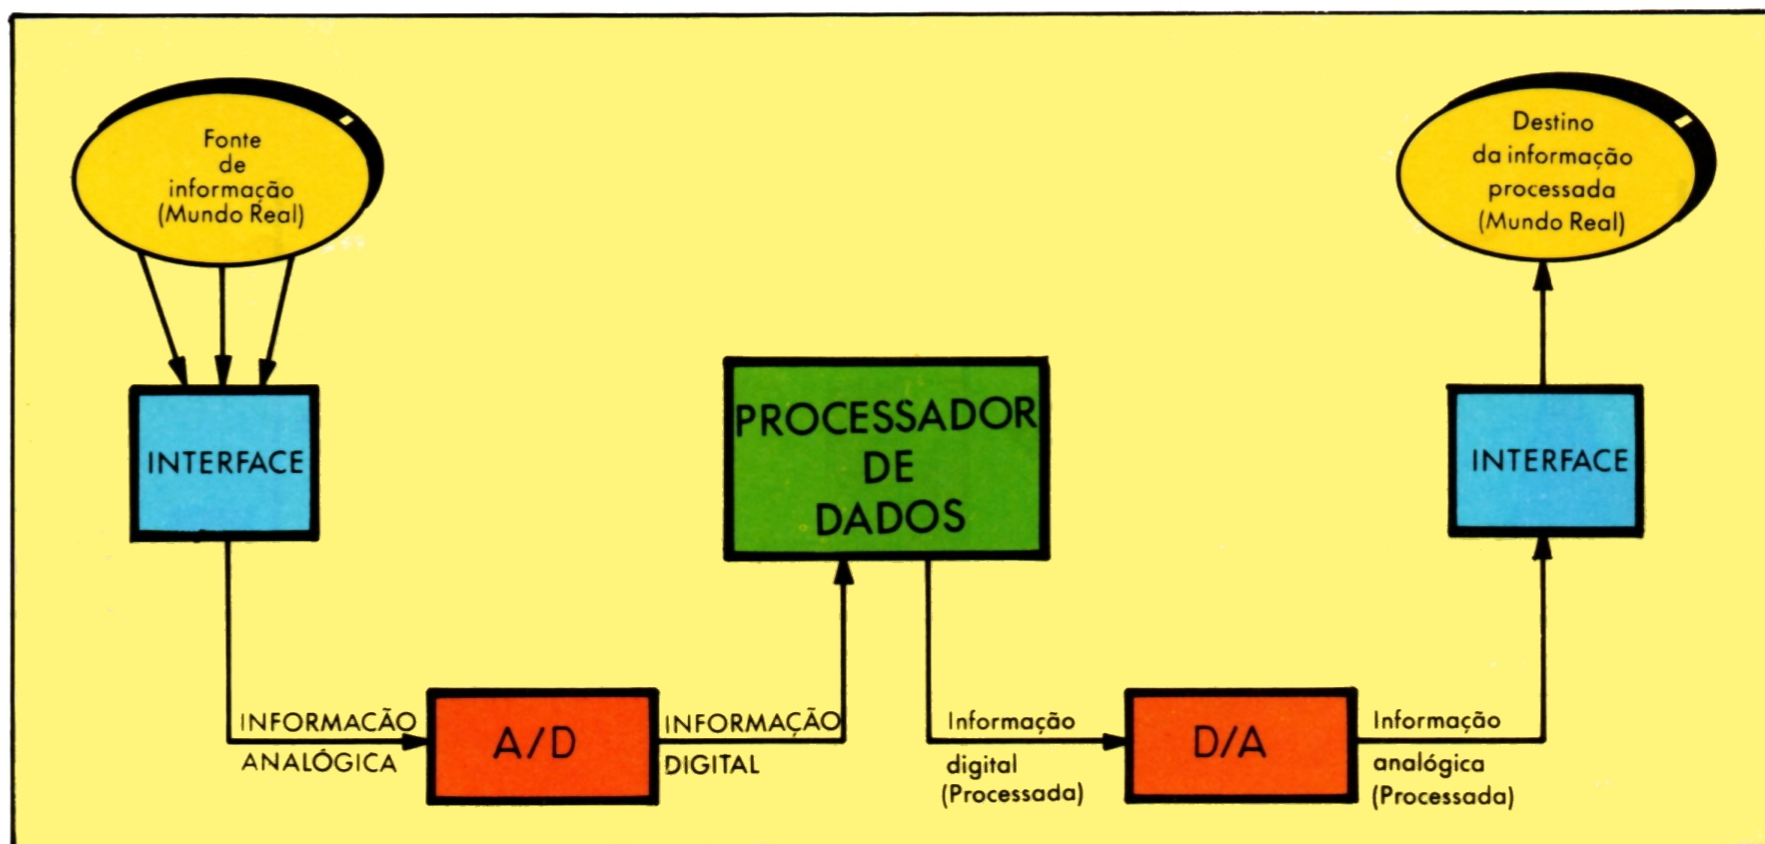 Fonte
de
informação
(Mundo Real)
INTERFACE
INFORMACÃO
ANALÓGICA
A/D
INFORMAÇÃO
DIGITAL
PROCESSADOR
DE
DADOS
Informação
digital
(Processada)
D/A
Informação
analógica
(Processada)
INTERFACE
Destino
da informação
processada
(Mundo Real)